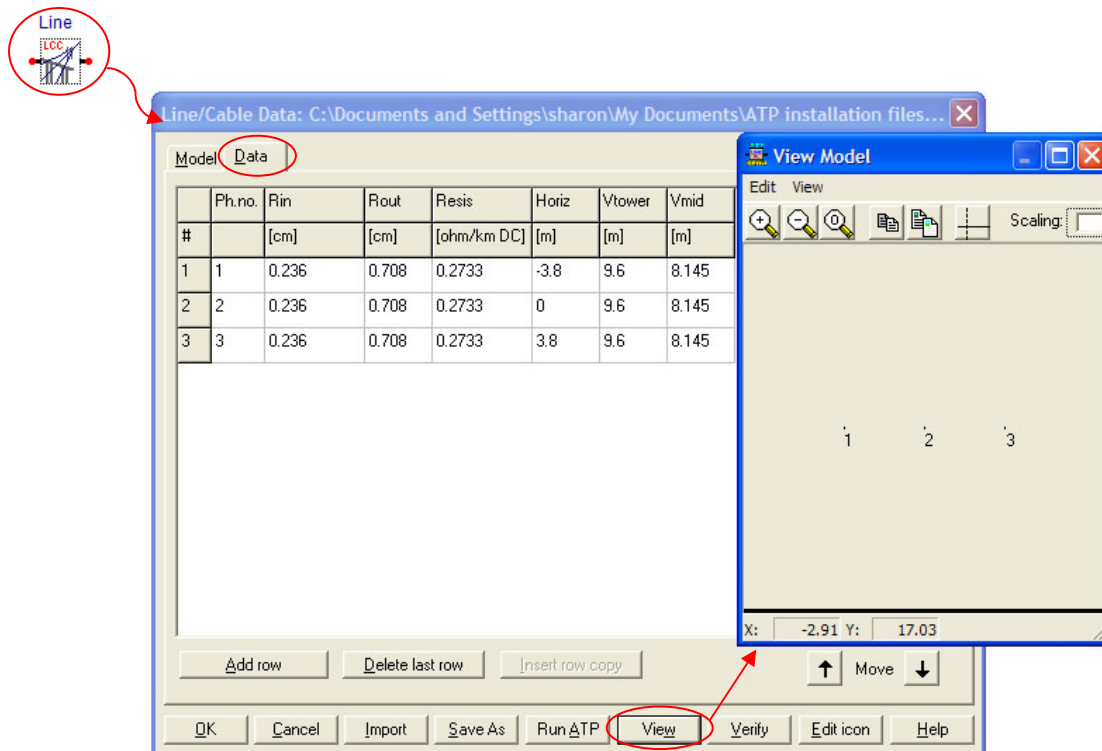 Line
LCC
Line/Cable Data: C:\Documents and Settings\sharon\My Documents\ATP installation files...
Model Data
Ph.no. Rin Rout Resis Horiz Vtower Vmid
# [cm] [cm] [ohm/km DC] [m] [m] [m]
1 1 0.236 0.708 0.2733 -3.8 9.6 8.145
2 2 0.236 0.708 0.2733 0 9.6 8.145
3 3 0.236 0.708 0.2733 3.8 9.6 8.145
Add row Delete last row Insert row copy
Move
OK Cancel Import Save As Run ATP View Verify Edit icon Help
View Model
Edit View
Scaling:
1 2 3
X: -2.91 Y: 17.03